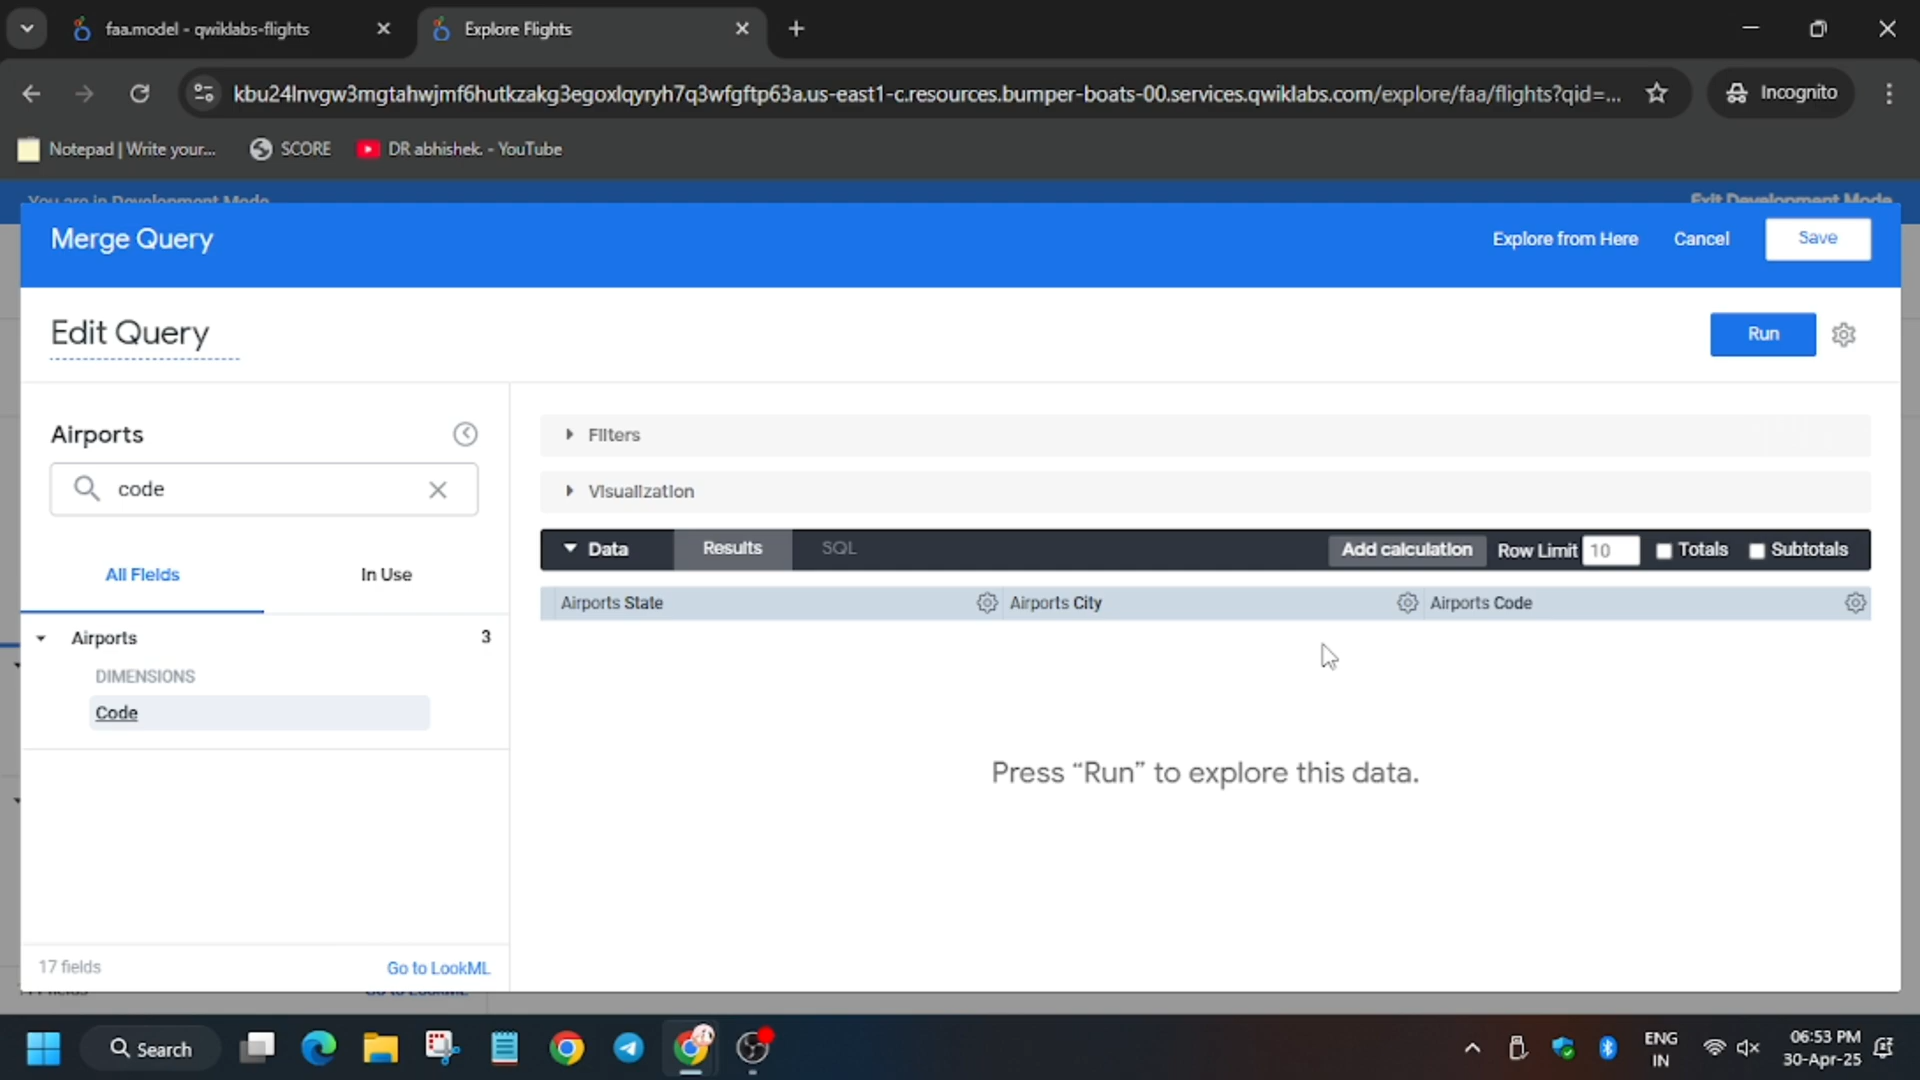 faa.model - qwiklabs-flights
Explore Flights
kbu24lnvgw3mgtahwjmf6hutkzakg3egoxlqyryh7q3wfgftp63a.us-east1-c.resources.bumper-boats-00.services.qwiklabs.com/explore/faa/flights?qid=...
Incognito
Notepad | Write your...
SCORE
DR abhishek. - YouTube
You are in Development Mode
Exit Development Mode
Merge Query
Explore from Here
Cancel
Save
Edit Query
Run
Airports
code
All Fields
In Use
Airports
3
DIMENSIONS
Code
17 fields
Go to LookML
Filters
Visualization
Data
Results
SQL
Add calculation
Row Limit
10
Totals
Subtotals
Airports State
Airports City
Airports Code
Press “Run” to explore this data.
Go to LookML
Search
ENG
IN
06:53 PM
30-Apr-25